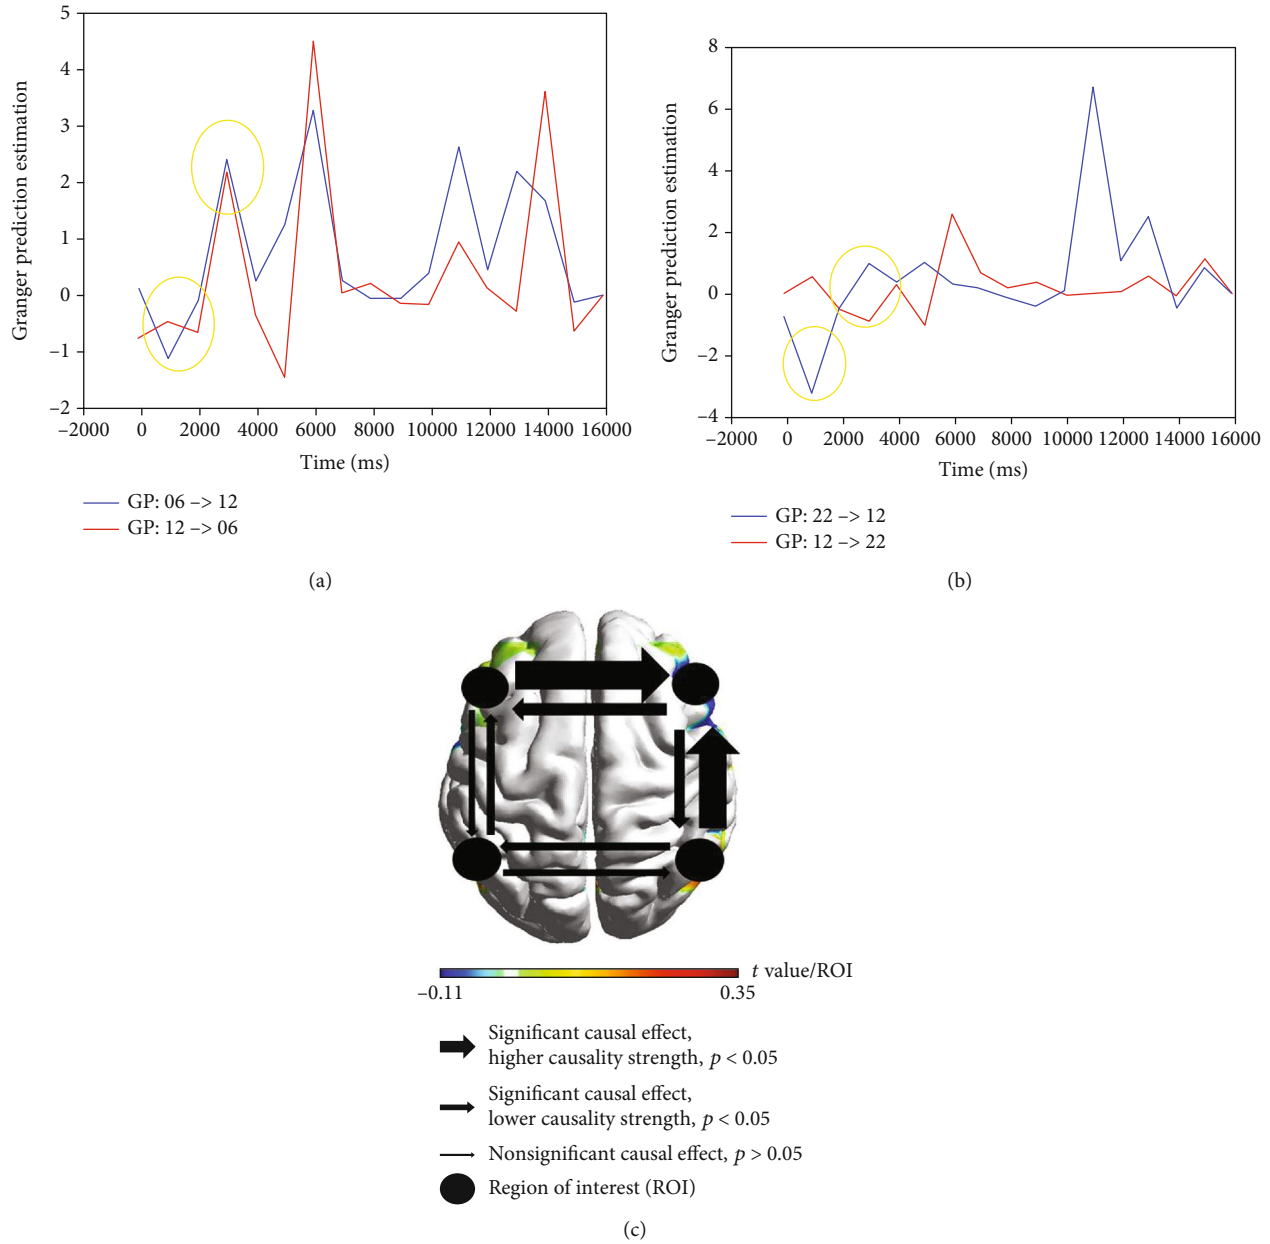 5
4
3
2
1
0
−1
−2
Granger prediction estimation
−2000 0 2000 4000 6000 8000 10000 12000 14000 16000
Time (ms)
GP: 06 –> 12
GP: 12 –> 06
(a)
8
6
4
2
0
−2
−4
Granger prediction estimation
−2000 0 2000 4000 6000 8000 10000 12000 14000 16000
Time (ms)
GP: 22 –> 12
GP: 12 –> 22
(b)
t value/ROI
−0.11 0.35
Significant causal effect,
higher causality strength, p < 0.05
Significant causal effect,
lower causality strength, p < 0.05
Nonsignificant causal effect, p > 0.05
Region of interest (ROI)
(c)